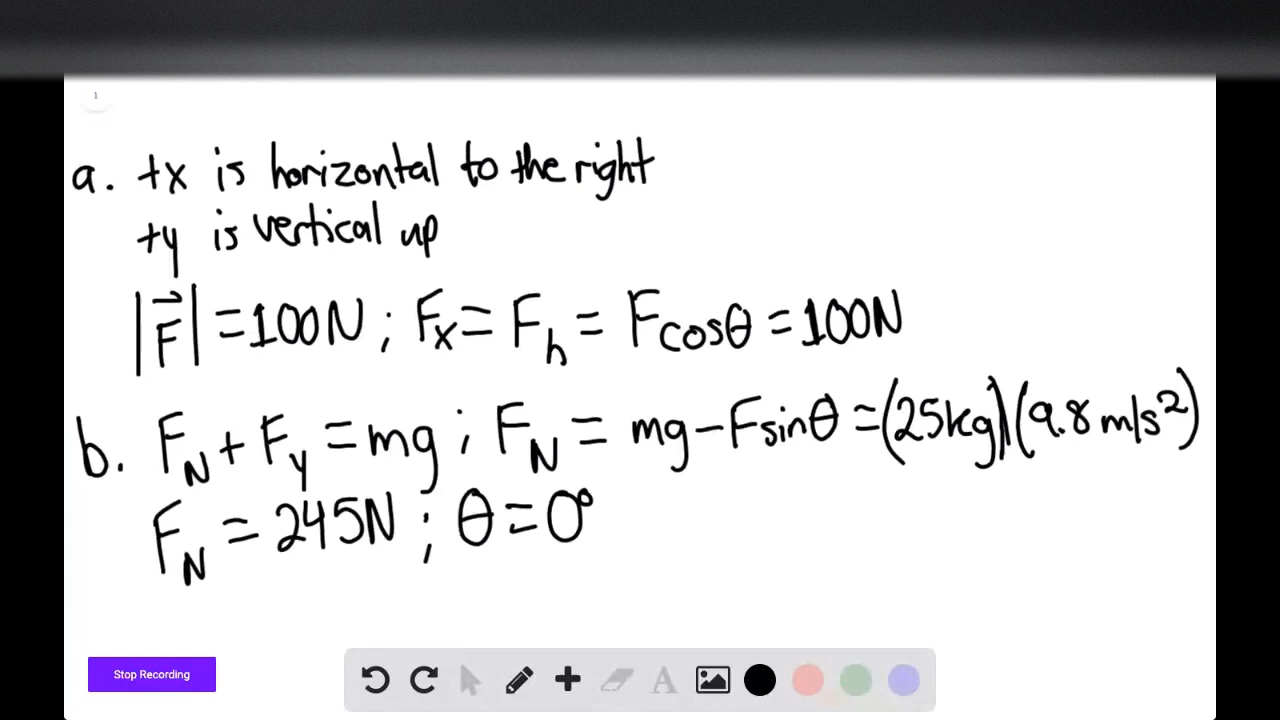 1
a. +x is horizontal to the right
+y is vertical up
|F⃗| = 100N ; Fx = Fh = Fcosθ = 100N
b. FN + Fy = mg ; FN = mg - Fsinθ = (25kg)(9.8 m/s²)
FN = 245N ; θ = 0°
Stop Recording
A